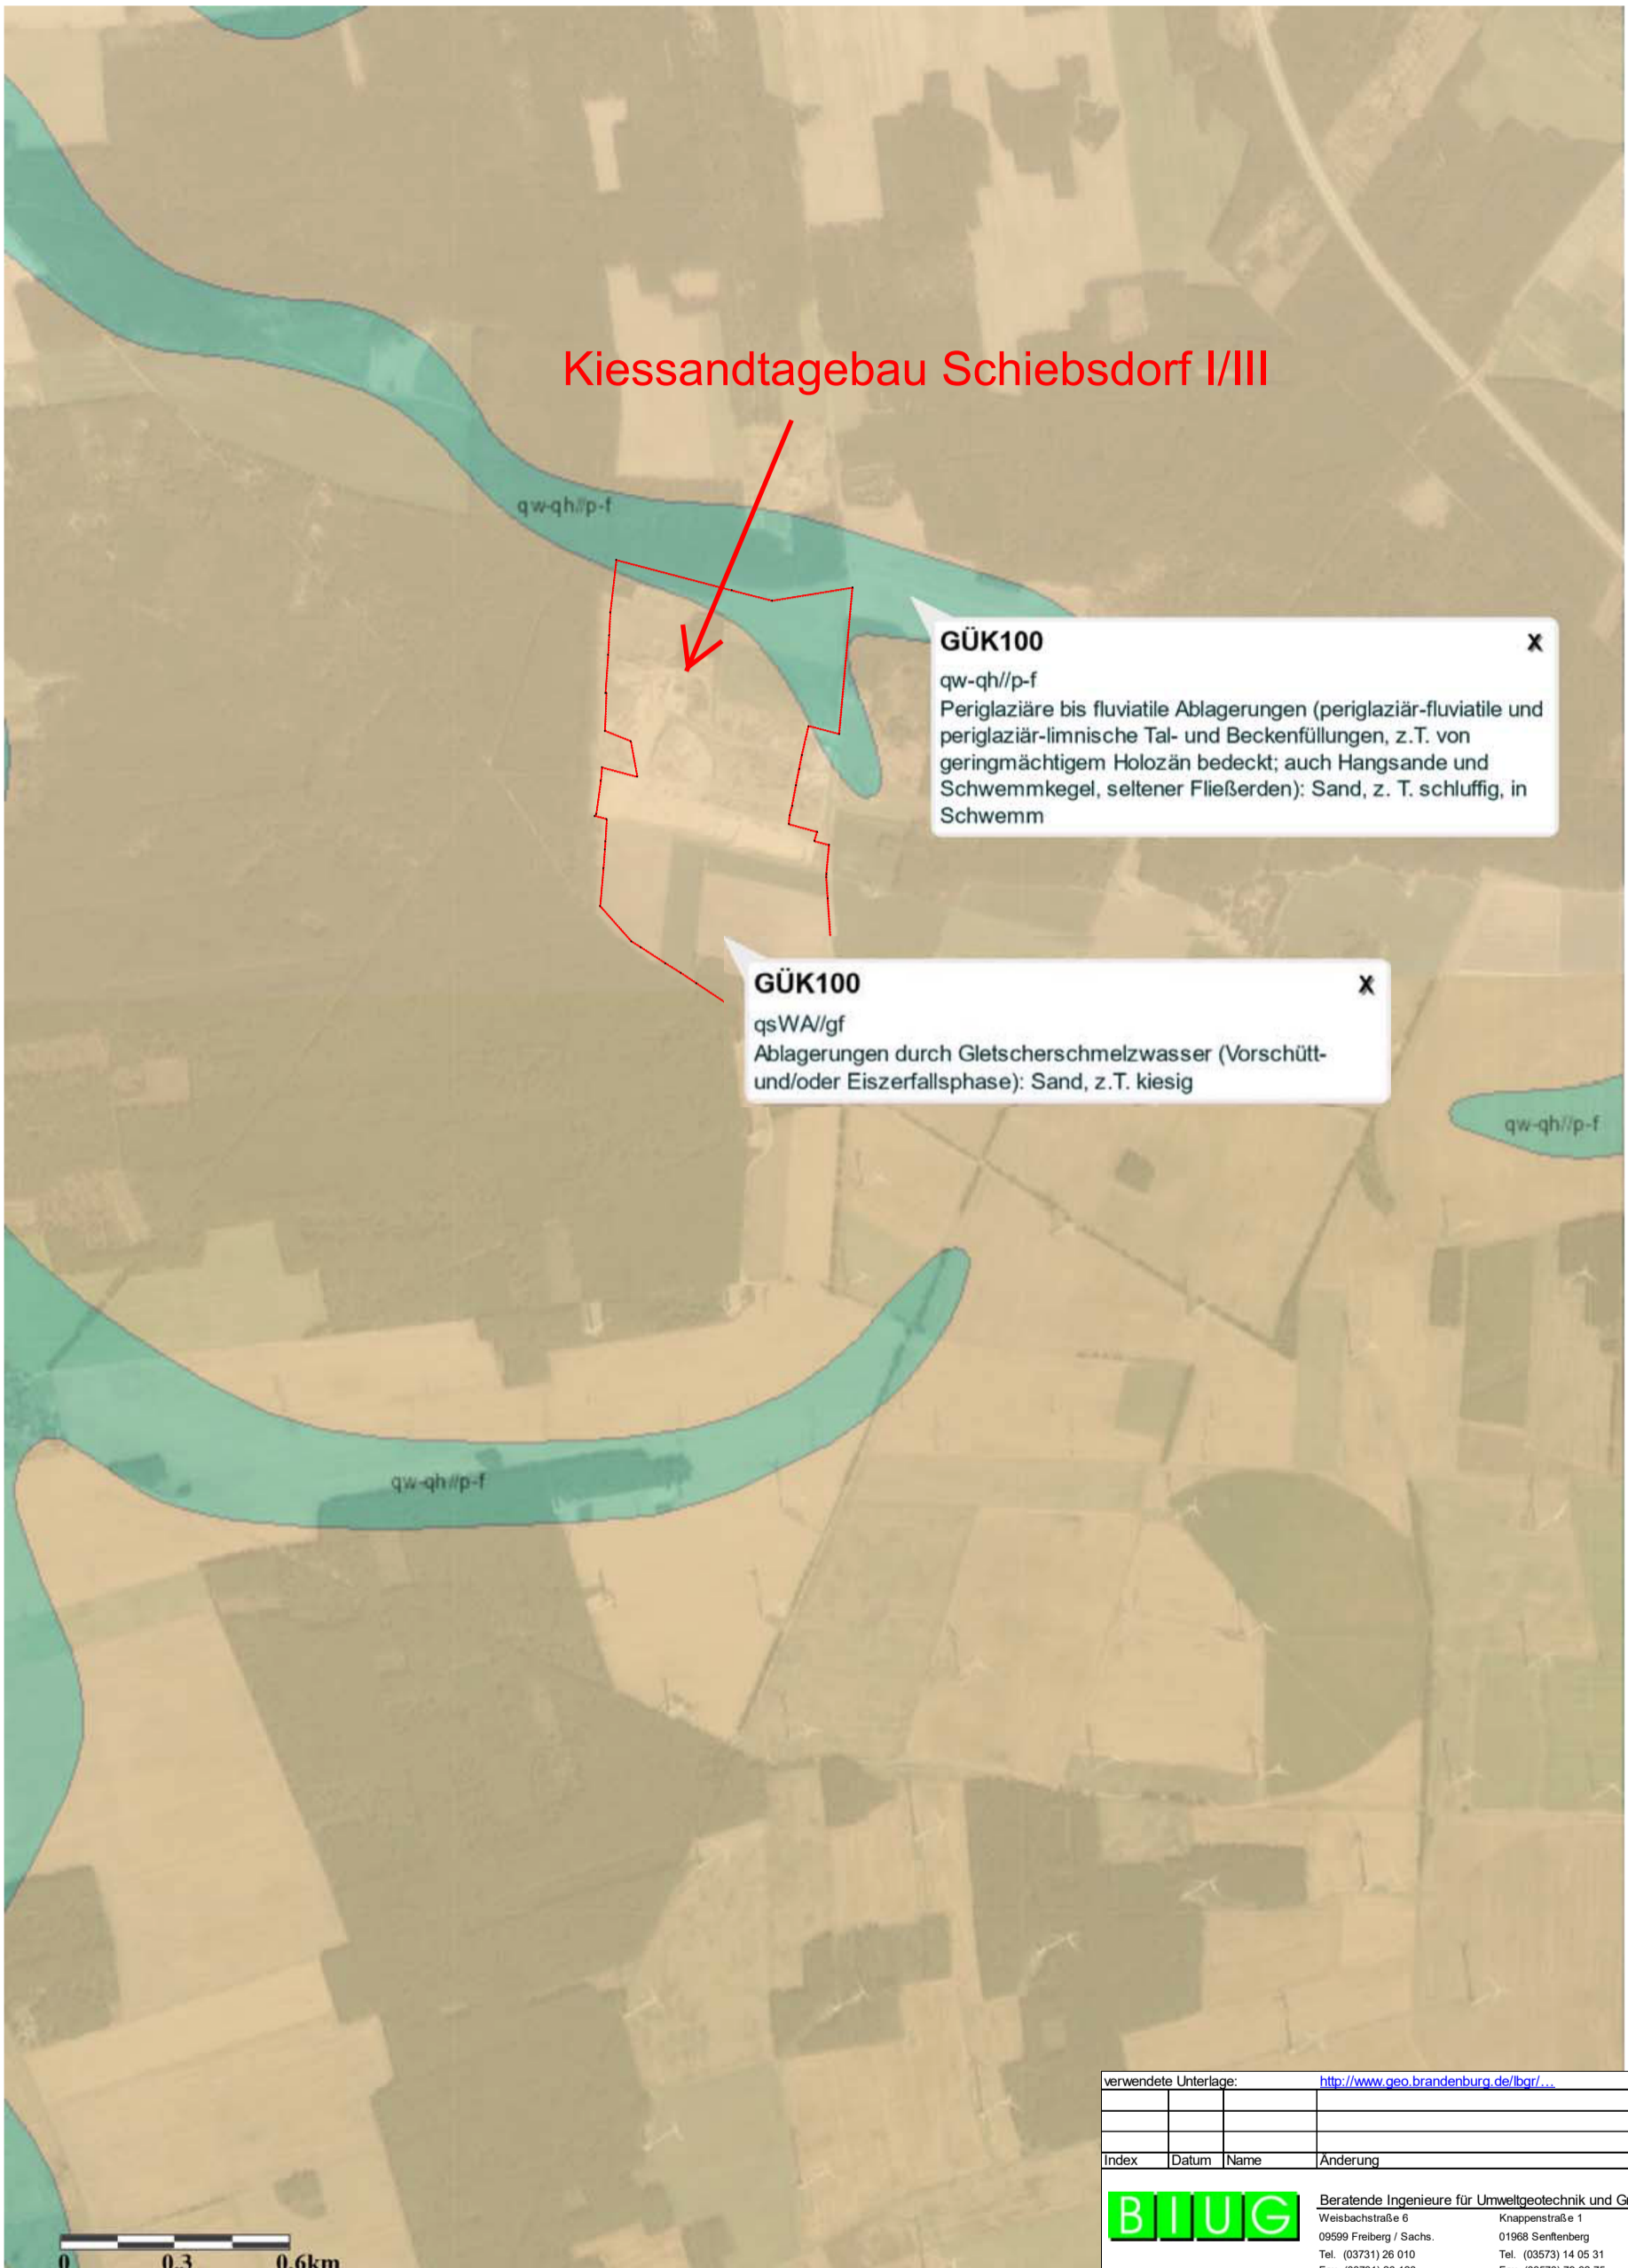 Kiessandtagebau Schiebsdorf I/III
qw-qh//p-f
GÜK100 X
qw-qh//p-f
Periglaziäre bis fluviatile Ablagerungen (periglaziär-fluviatile und
periglaziär-limnische Tal- und Beckenfüllungen, z.T. von
geringmächtigem Holozän bedeckt; auch Hangsande und
Schwemmkegel, seltener Fließerden): Sand, z. T. schluffig, in
Schwemm
GÜK100 X
qsWA//gf
Ablagerungen durch Gletscherschmelzwasser (Vorschütt-
und/oder Eiszerfallsphase): Sand, z.T. kiesig
qw-qh//p-f
qw-qh//p-f
verwendete Unterlage: http://www.geo.brandenburg.de/lbgr/...
Index Datum Name Änderung
BIUG
Beratende Ingenieure für Umweltgeotechnik und
Weisbachstraße 6 Knappenstraße 1
09599 Freiberg / Sachs. 01968 Senftenberg
Tel. (03731) 26 010 Tel. (03573) 14 05 31
0 0.3 0.6km